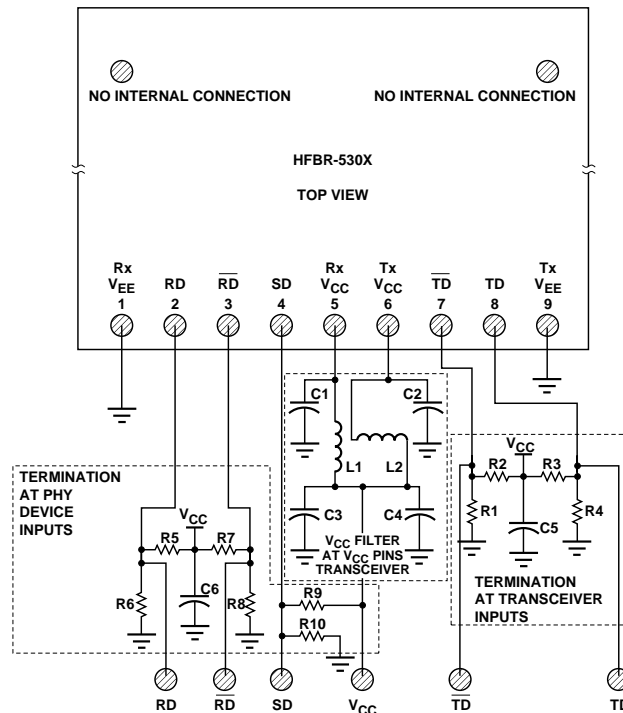 NO INTERNAL CONNECTION
NO INTERNAL CONNECTION
HFBR-530X
TOP VIEW
Rx
VEE
1
RD
2
RD
3
SD
4
Rx
VCC
5
Tx
VCC
6
TD
7
TD
8
Tx
VEE
9
C1
C2
L1
L2
C3
C4
VCC FILTER
AT VCC PINS
TRANSCEIVER
TERMINATION
AT PHY
DEVICE
INPUTS
VCC
R5
R7
C6
R6
R8
R9
R10
VCC
R2
R3
R1
C5
R4
TERMINATION
AT TRANSCEIVER
INPUTS
RD
RD
SD
VCC
TD
TD